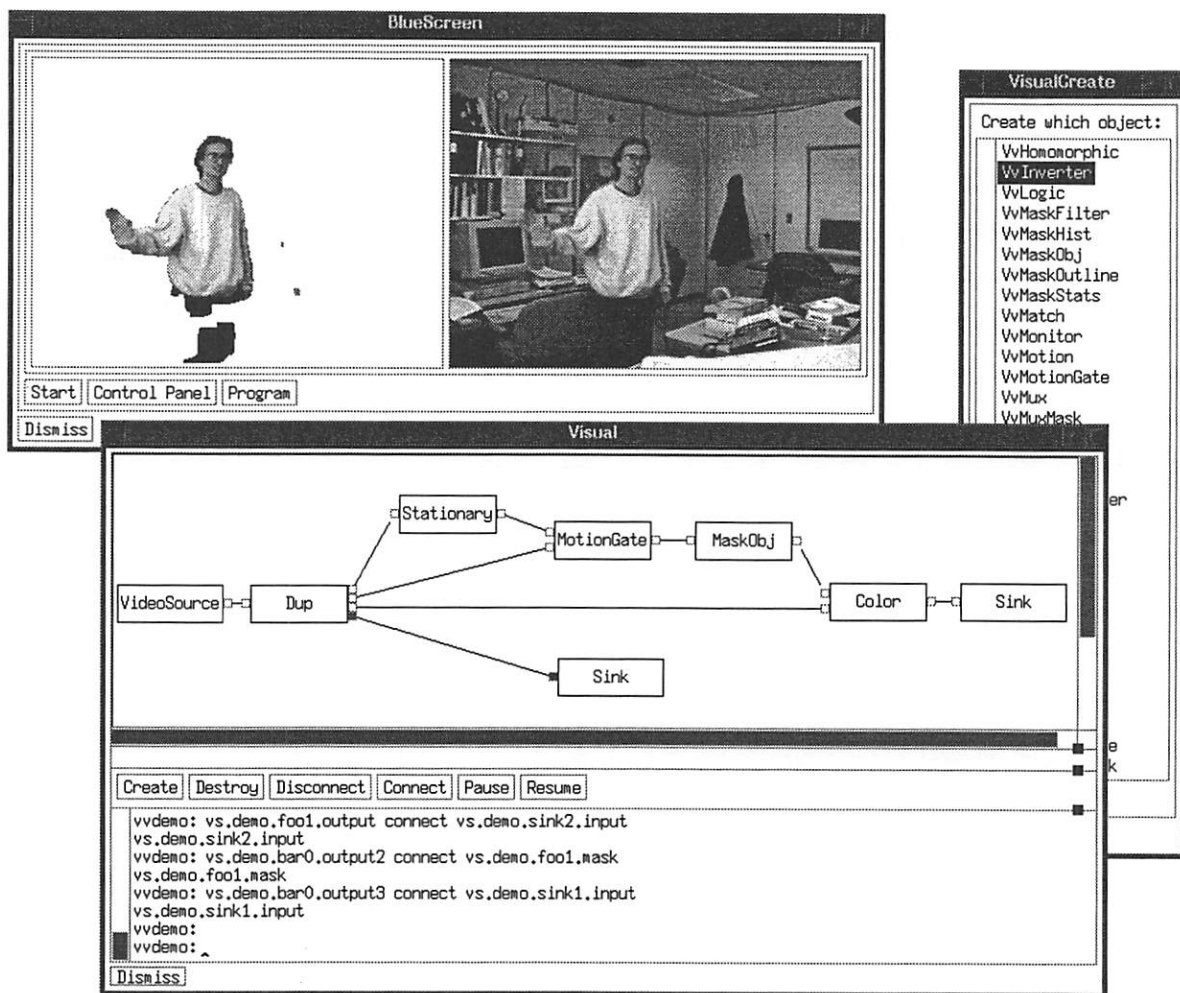 BlueScreen
Start Control Panel Program
Dismiss
VisualCreate
Create which object:
VvHomomorphic
VvInverter
VvLogic
VvMaskFilter
VvMaskHist
VvMaskObj
VvMaskOutline
VvMaskStats
VvMatch
VvMonitor
VvMotion
VvMotionGate
VvMux
VvMuxMask
er
e
k
Visual
Stationary
MotionGate
MaskObj
VideoSource
Dup
Color
Sink
Sink
Create Destroy Disconnect Connect Pause Resume
vvdemo: vs.demo.foo1.output connect vs.demo.sink2.input
vs.demo.sink2.input
vvdemo: vs.demo.bar0.output2 connect vs.demo.foo1.mask
vs.demo.foo1.mask
vvdemo: vs.demo.bar0.output3 connect vs.demo.sink1.input
vs.demo.sink1.input
vvdemo:
vvdemo:
Dismiss